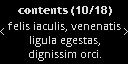 contents (10/18)
< felis iaculis, venenatis >
ligula egestas,
dignissim orci.